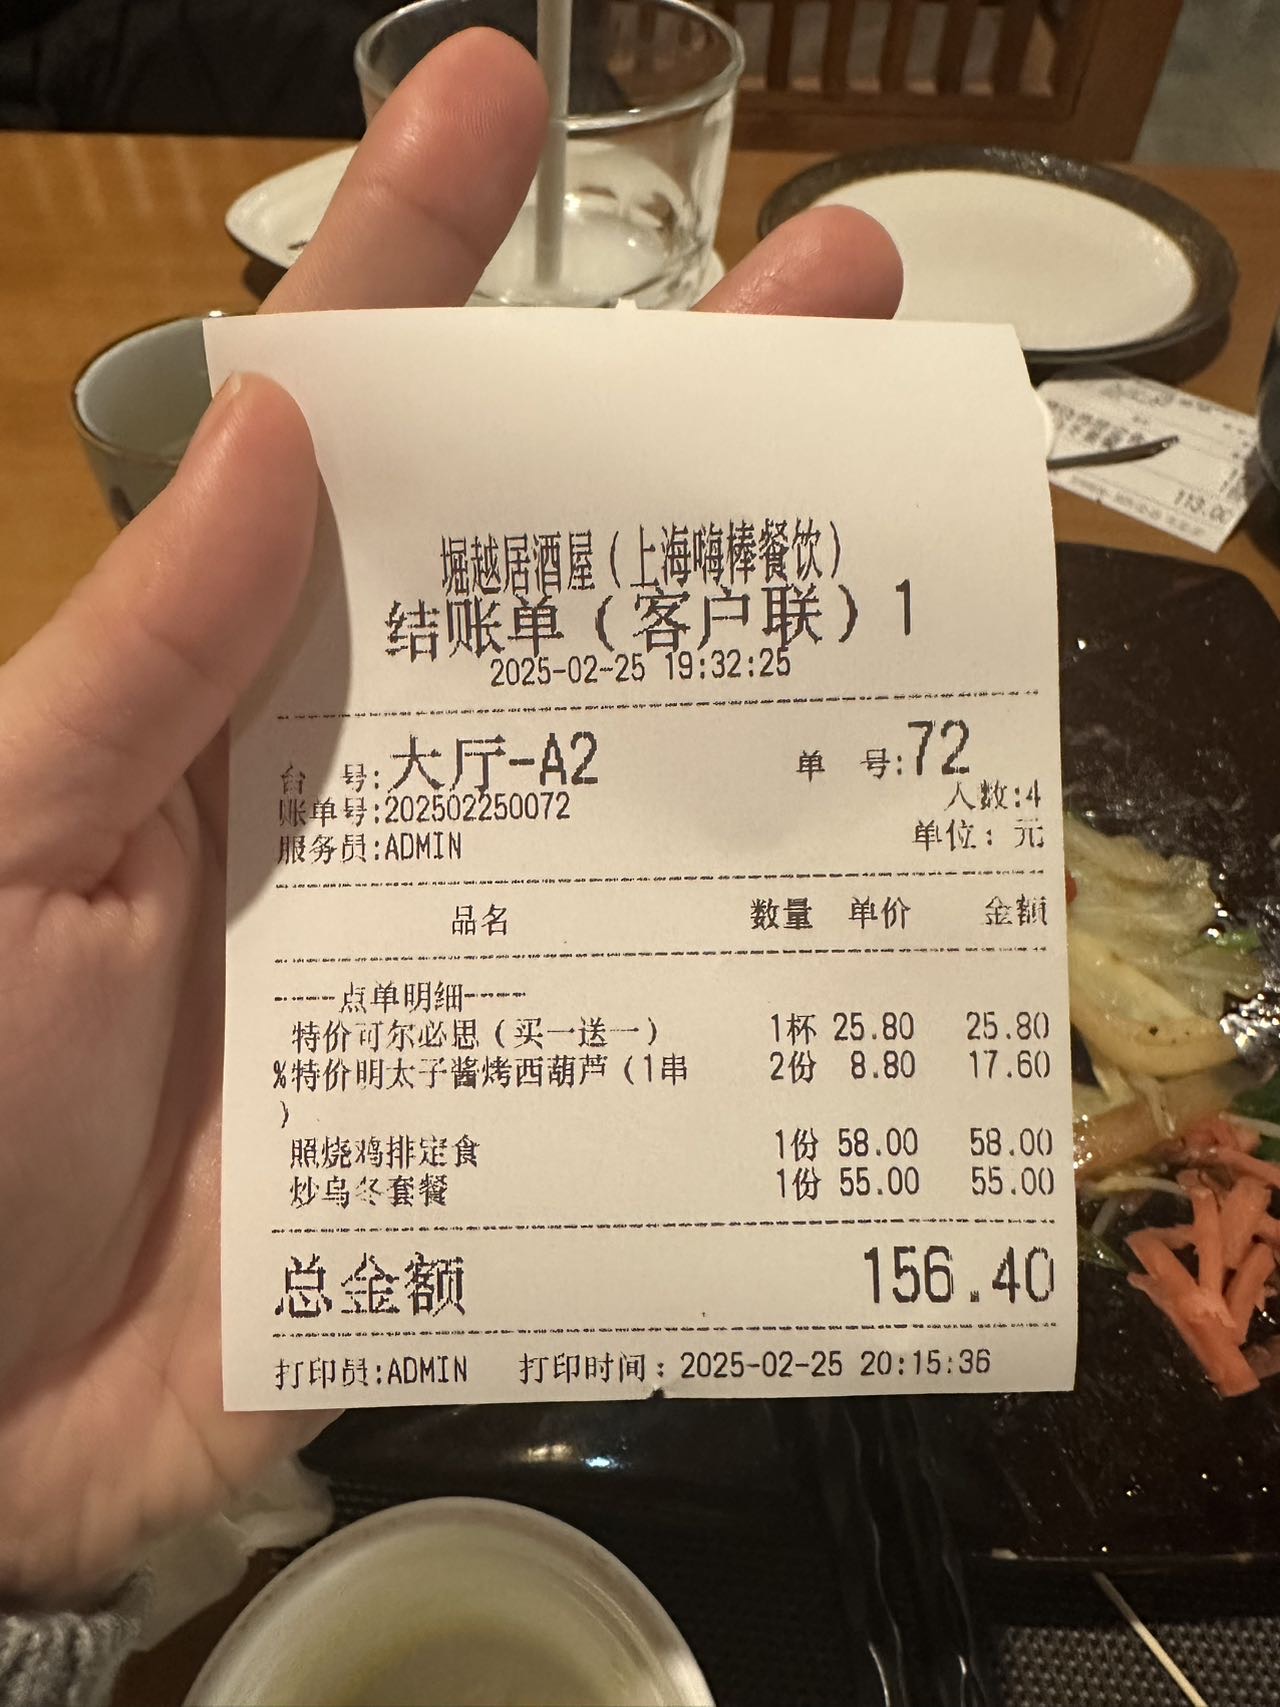 堀越居酒屋（上海嗨棒餐饮）
结账单（客户联）1
2025-02-25 19:32:25
台 号:大厅-A2 单 号:72
账单号:202502250072 人数:4
服务员:ADMIN 单位：元
品名 数量 单价 金额
-----点单明细-----
特价可尔必思（买一送一） 1杯 25.80 25.80
%特价明太子酱烤西葫芦（1串 2份 8.80 17.60
）
照烧鸡排定食 1份 58.00 58.00
炒乌冬套餐 1份 55.00 55.00
总金额 156.40
打印员:ADMIN 打印时间：2025-02-25 20:15:36
113.00